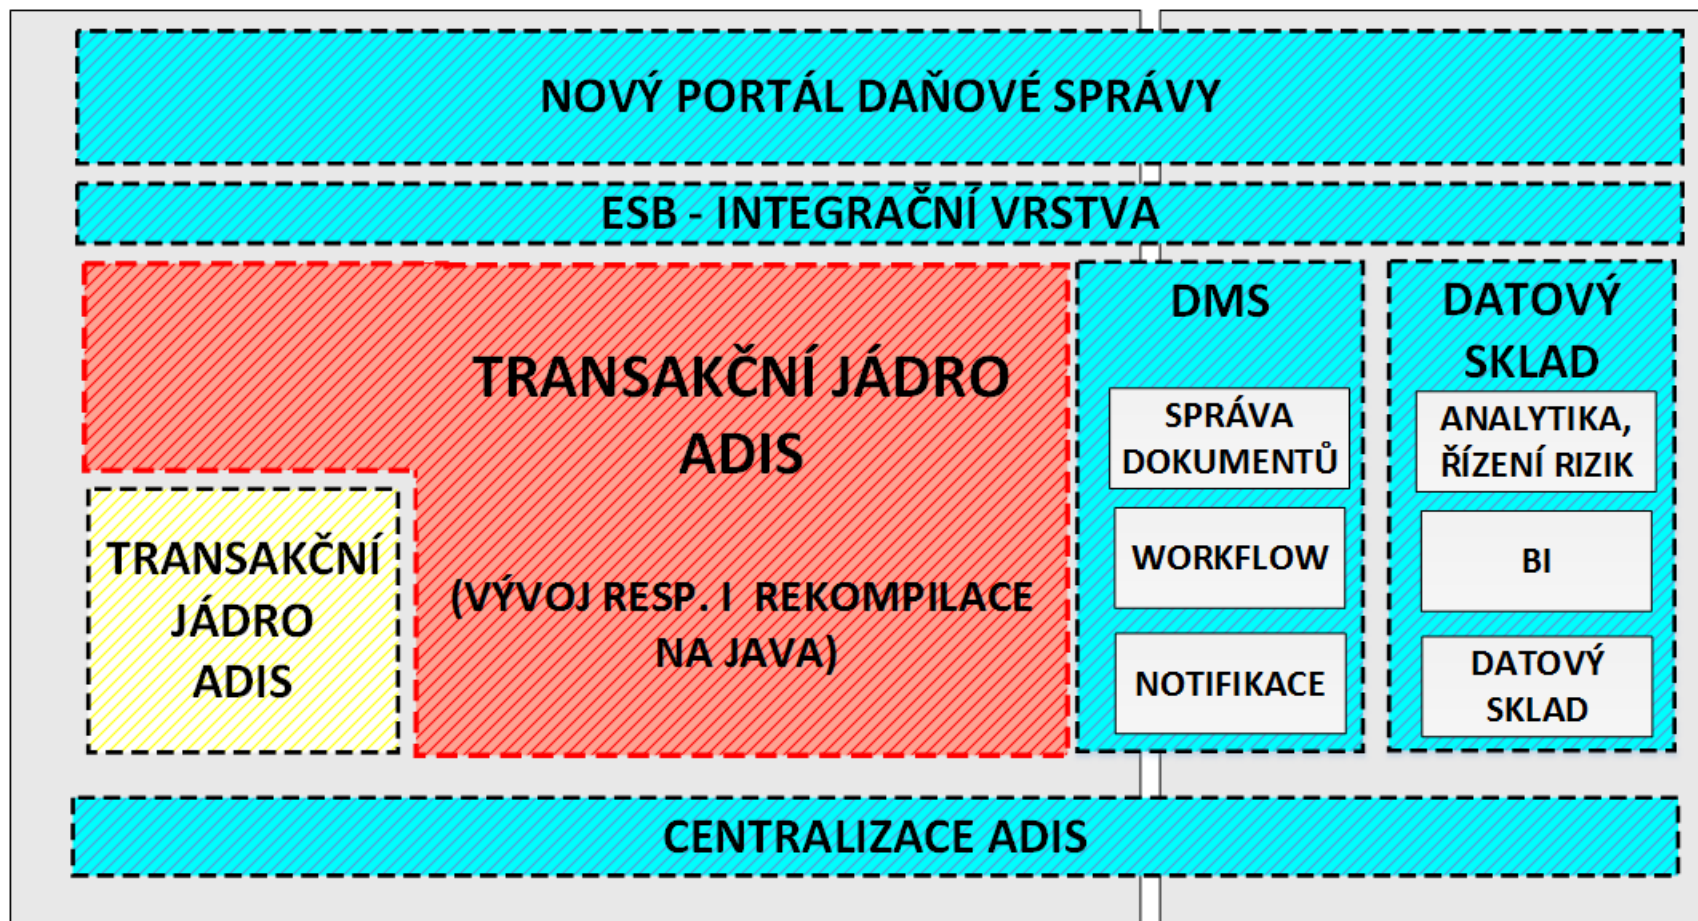 NOVÝ PORTÁL DAŇOVÉ SPRÁVY
ESB - INTEGRAČNÍ VRSTVA
TRANSAKČNÍ JÁDRO
ADIS
(VÝVOJ RESP. I  REKOMPILACE
NA JAVA)
TRANSAKČNÍ
JÁDRO
ADIS
DMS
SPRÁVA
DOKUMENTŮ
WORKFLOW
NOTIFIKACE
DATOVÝ
SKLAD
ANALYTIKA,
ŘÍZENÍ RIZIK
BI
DATOVÝ
SKLAD
CENTRALIZACE ADIS